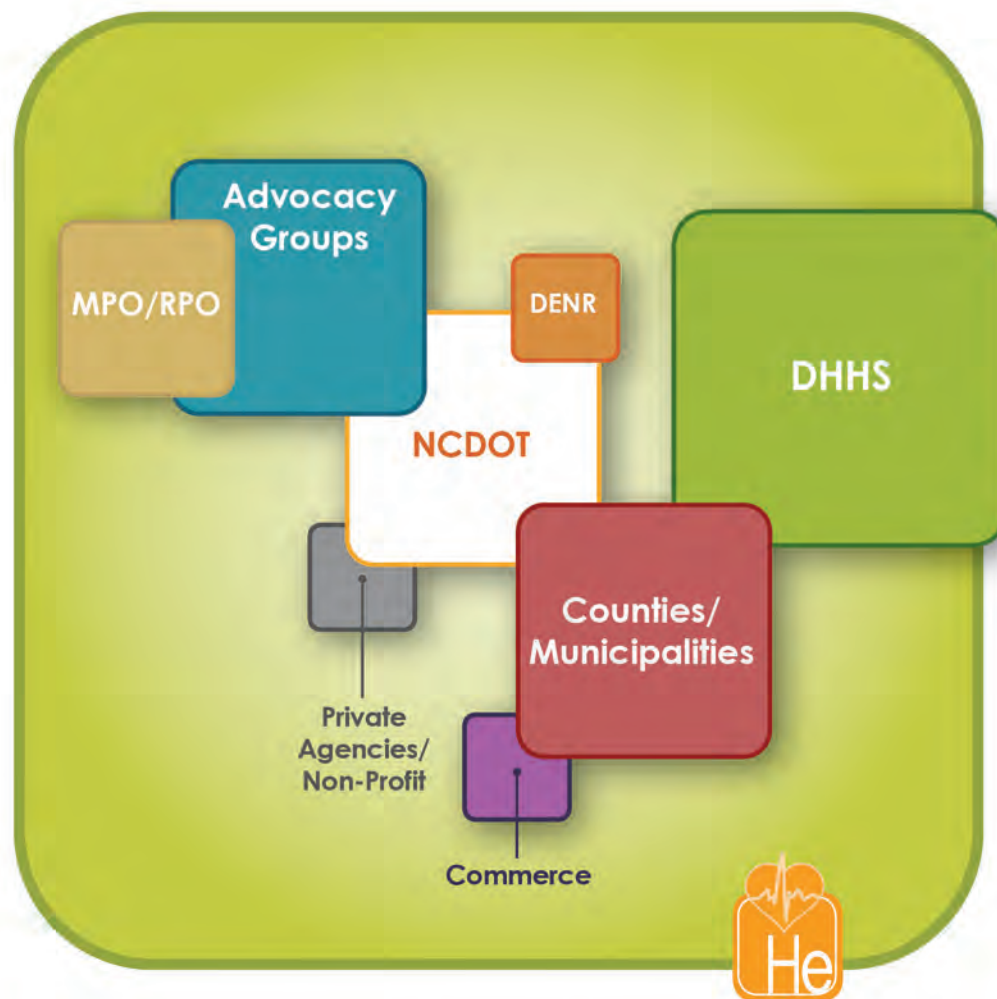 Advocacy
Groups
MPO/RPO
DENR
DHHS
NCDOT
Counties/
Municipalities
Private
Agencies/
Non-Profit
Commerce
He